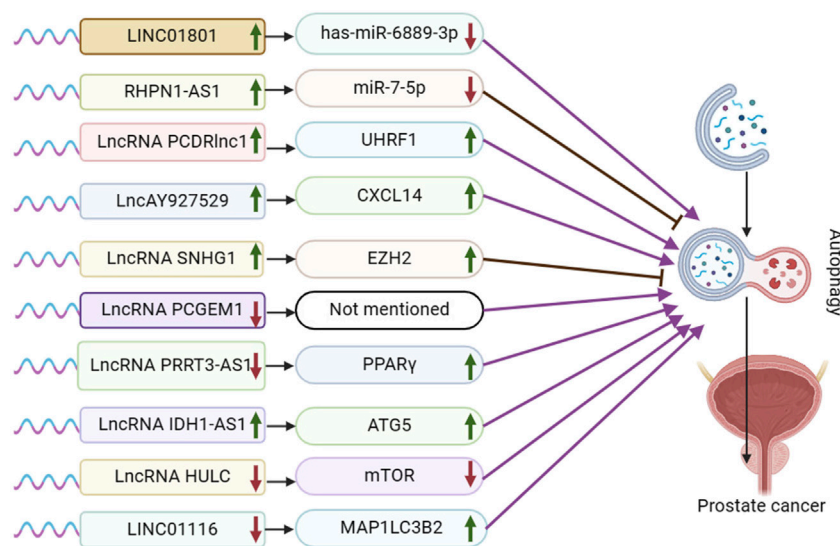 LINC01801
has-miR-6889-3p
RHPN1-AS1
miR-7-5p
LncRNA PCDRlnc1
UHRF1
LncAY927529
CXCL14
LncRNA SNHG1
EZH2
LncRNA PCGEM1
Not mentioned
LncRNA PRRT3-AS1
PPARγ
LncRNA IDH1-AS1
ATG5
LncRNA HULC
mTOR
LINC01116
MAP1LC3B2
Autophagy
Prostate cancer